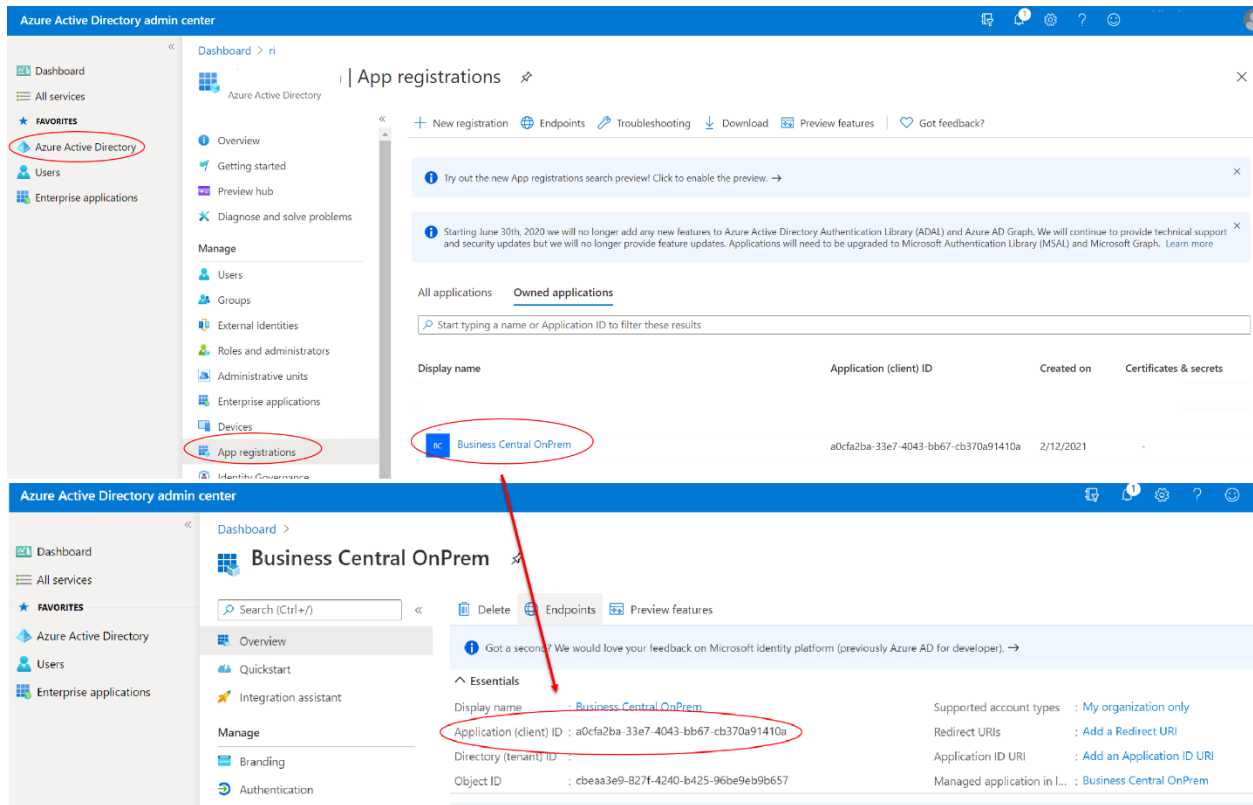 Azure Active Directory admin center
1
?
«
Dashboard
All services
FAVORITES
Azure Active Directory
Users
Enterprise applications
Dashboard > ri
| App registrations
Azure Active Directory
«
Overview
Getting started
Preview hub
Diagnose and solve problems
Manage
Users
Groups
External Identities
Roles and administrators
Administrative units
Enterprise applications
Devices
App registrations
Identity Governance
New registration Endpoints Troubleshooting Download Preview features Got feedback?
Try out the new App registrations search preview! Click to enable the preview. →
Starting June 30th, 2020 we will no longer add any new features to Azure Active Directory Authentication Library (ADAL) and Azure AD Graph. We will continue to provide technical support
and security updates but we will no longer provide feature updates. Applications will need to be upgraded to Microsoft Authentication Library (MSAL) and Microsoft Graph. Learn more
All applications Owned applications
Start typing a name or Application ID to filter these results
Display name Application (client) ID Created on Certificates & secrets
BC Business Central OnPrem a0cfa2ba-33e7-4043-bb67-cb370a91410a 2/12/2021 -
Azure Active Directory admin center
1
?
«
Dashboard
All services
FAVORITES
Azure Active Directory
Users
Enterprise applications
Dashboard >
Business Central OnPrem
Search (Ctrl+/) «
Overview
Quickstart
Integration assistant
Manage
Branding
Authentication
Delete Endpoints Preview features
Got a second? We would love your feedback on Microsoft identity platform (previously Azure AD for developer). →
Essentials
Display name : Business Central OnPrem
Application (client) ID : a0cfa2ba-33e7-4043-bb67-cb370a91410a
Directory (tenant) ID :
Object ID : cbeaa3e9-827f-4240-b425-96be9eb9b657
Supported account types : My organization only
Redirect URIs : Add a Redirect URI
Application ID URI : Add an Application ID URI
Managed application in l... : Business Central OnPrem